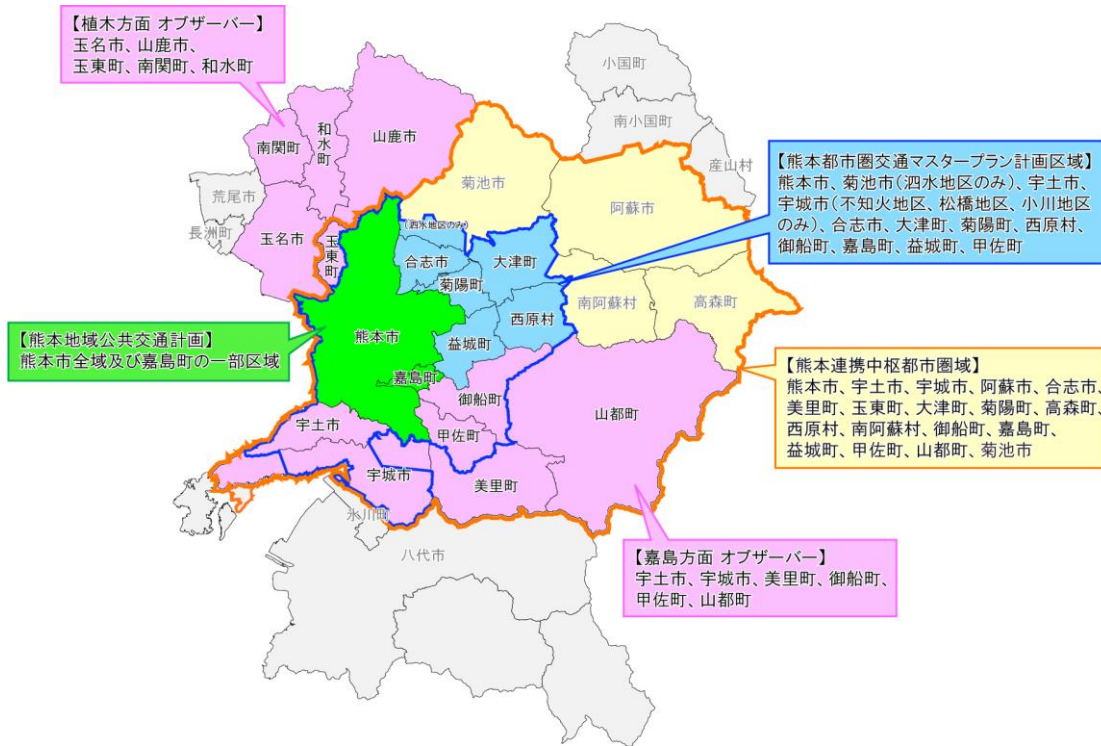 【植木方面 オブザーバー】
玉名市、山鹿市、
玉東町、南関町、和水町
小国町
南小国町
産山村
山鹿市
和水町
南関町
荒尾市
長洲町
玉名市
玉東町
菊池市
(泗水地区のみ)
阿蘇市
【熊本都市圏交通マスタープラン計画区域】
熊本市、菊池市(泗水地区のみ)、宇土市、
宇城市(不知火地区、松橋地区、小川地区
のみ)、合志市、大津町、菊陽町、西原村、
御船町、嘉島町、益城町、甲佐町
合志市
大津町
菊陽町
南阿蘇村
高森町
西原村
熊本市
益城町
【熊本地域公共交通計画】
熊本市全域及び嘉島町の一部区域
嘉島町
御船町
山都町
【熊本連携中枢都市圏域】
熊本市、宇土市、宇城市、阿蘇市、合志市、
美里町、玉東町、大津町、菊陽町、高森町、
西原村、南阿蘇村、御船町、嘉島町、
益城町、甲佐町、山都町、菊池市
宇土市
甲佐町
宇城市
美里町
氷川町
八代市
【嘉島方面 オブザーバー】
宇土市、宇城市、美里町、御船町、
甲佐町、山都町